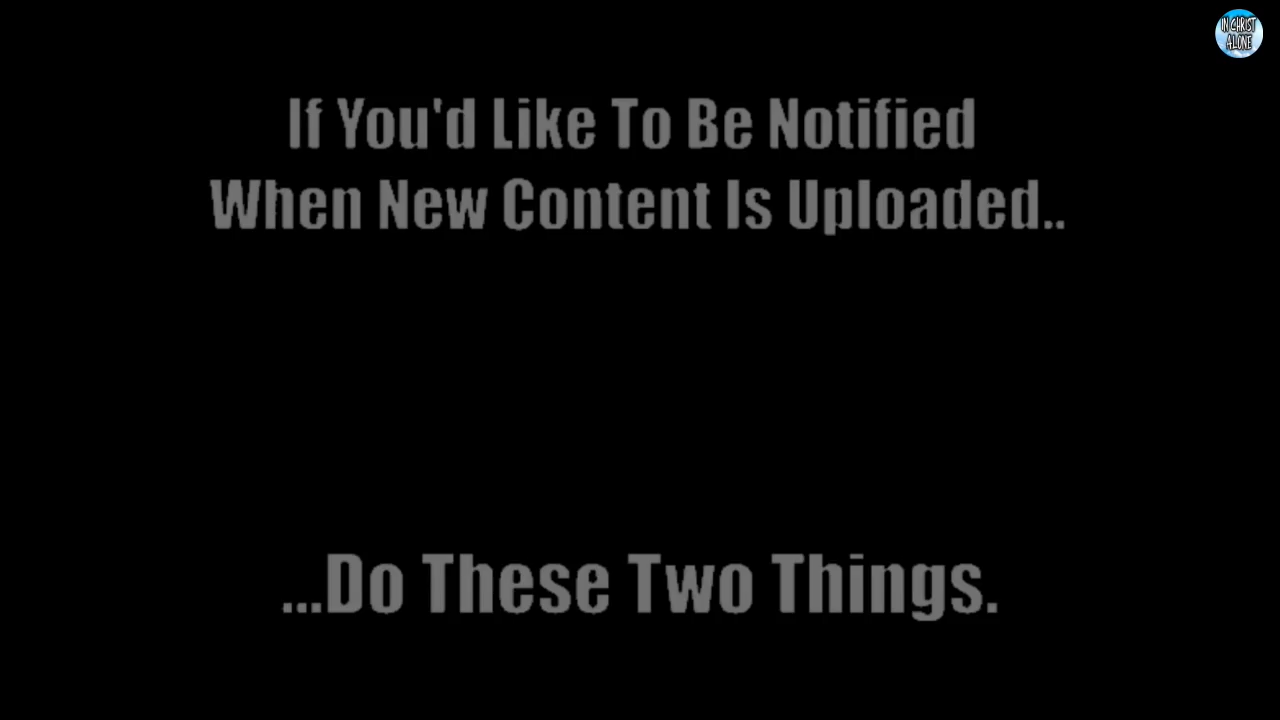 IN CHRIST
ALONE
If You'd Like To Be Notified
When New Content Is Uploaded..
...Do These Two Things.